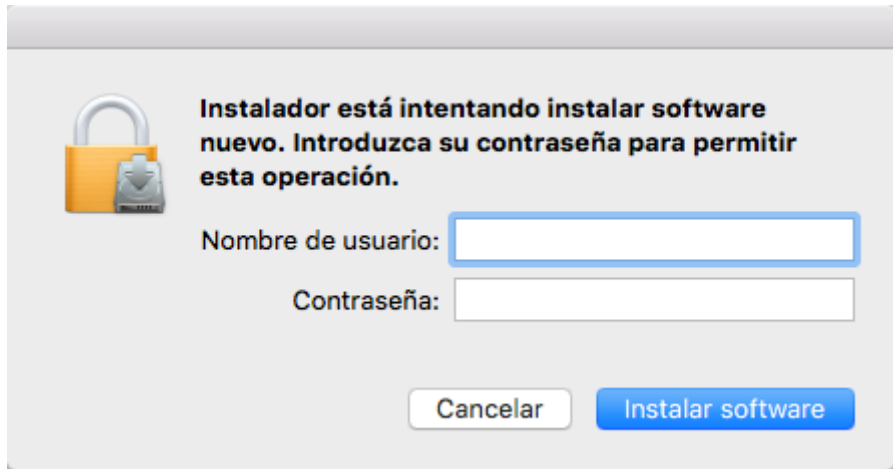 Instalador está intentando instalar software
nuevo. Introduzca su contraseña para permitir
esta operación.
Nombre de usuario:
Contraseña:
Cancelar
Instalar software